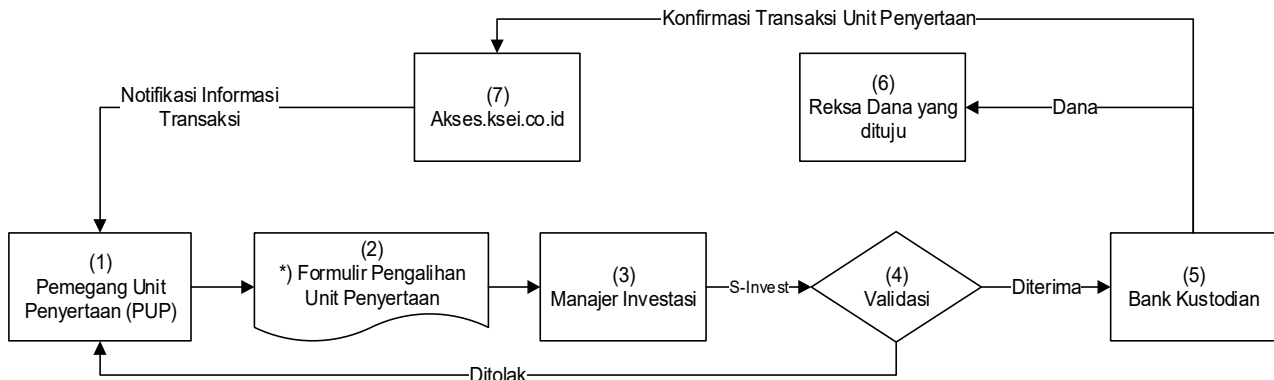 Konfirmasi Transaksi Unit Penyertaan
(7)
Akses.ksei.co.id
(6)
Reksa Dana yang
dituju
Notifikasi Informasi
Transaksi
Dana
(1)
Pemegang Unit
Penyertaan (PUP)
(2)
*) Formulir Pengalihan
Unit Penyertaan
(3)
Manajer Investasi
S-Invest
(4)
Validasi
Diterima
(5)
Bank Kustodian
Ditolak